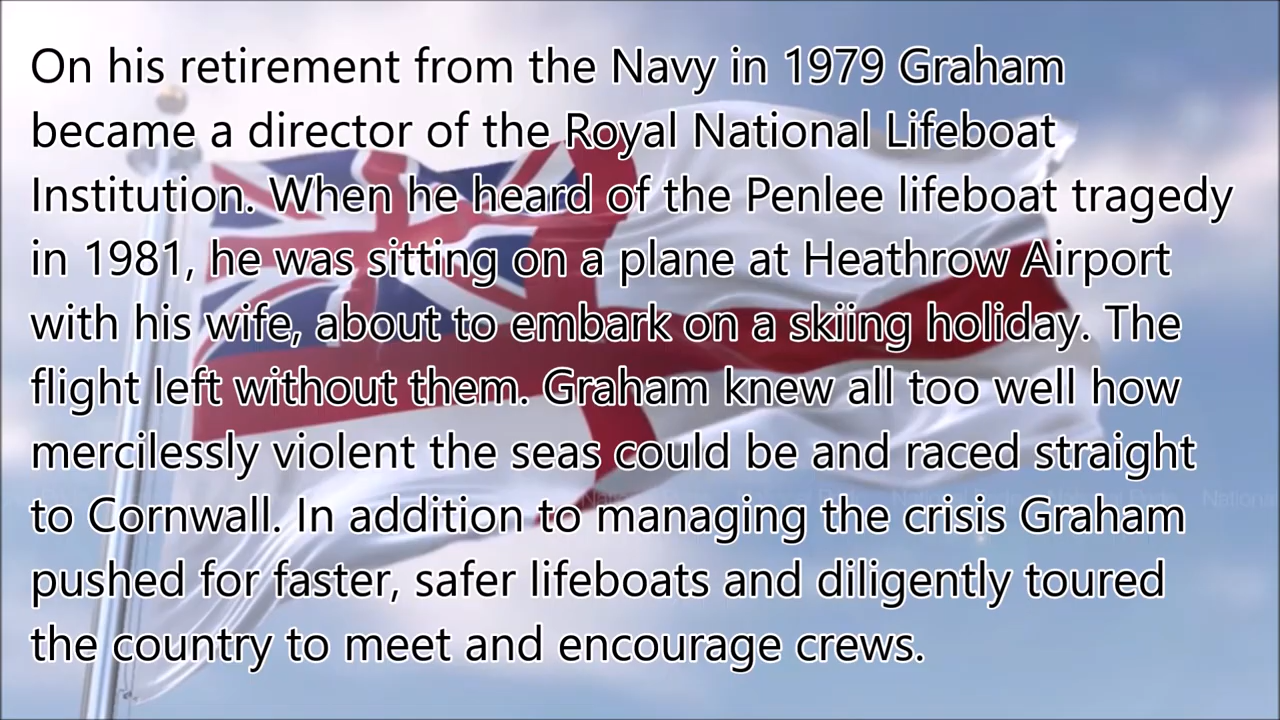 On his retirement from the Navy in 1979 Graham
became a director of the Royal National Lifeboat
Institution. When he heard of the Penlee lifeboat tragedy
in 1981, he was sitting on a plane at Heathrow Airport
with his wife, about to embark on a skiing holiday. The
flight left without them. Graham knew all too well how
mercilessly violent the seas could be and raced straight
to Cornwall. In addition to managing the crisis Graham
pushed for faster, safer lifeboats and diligently toured
the country to meet and encourage crews.